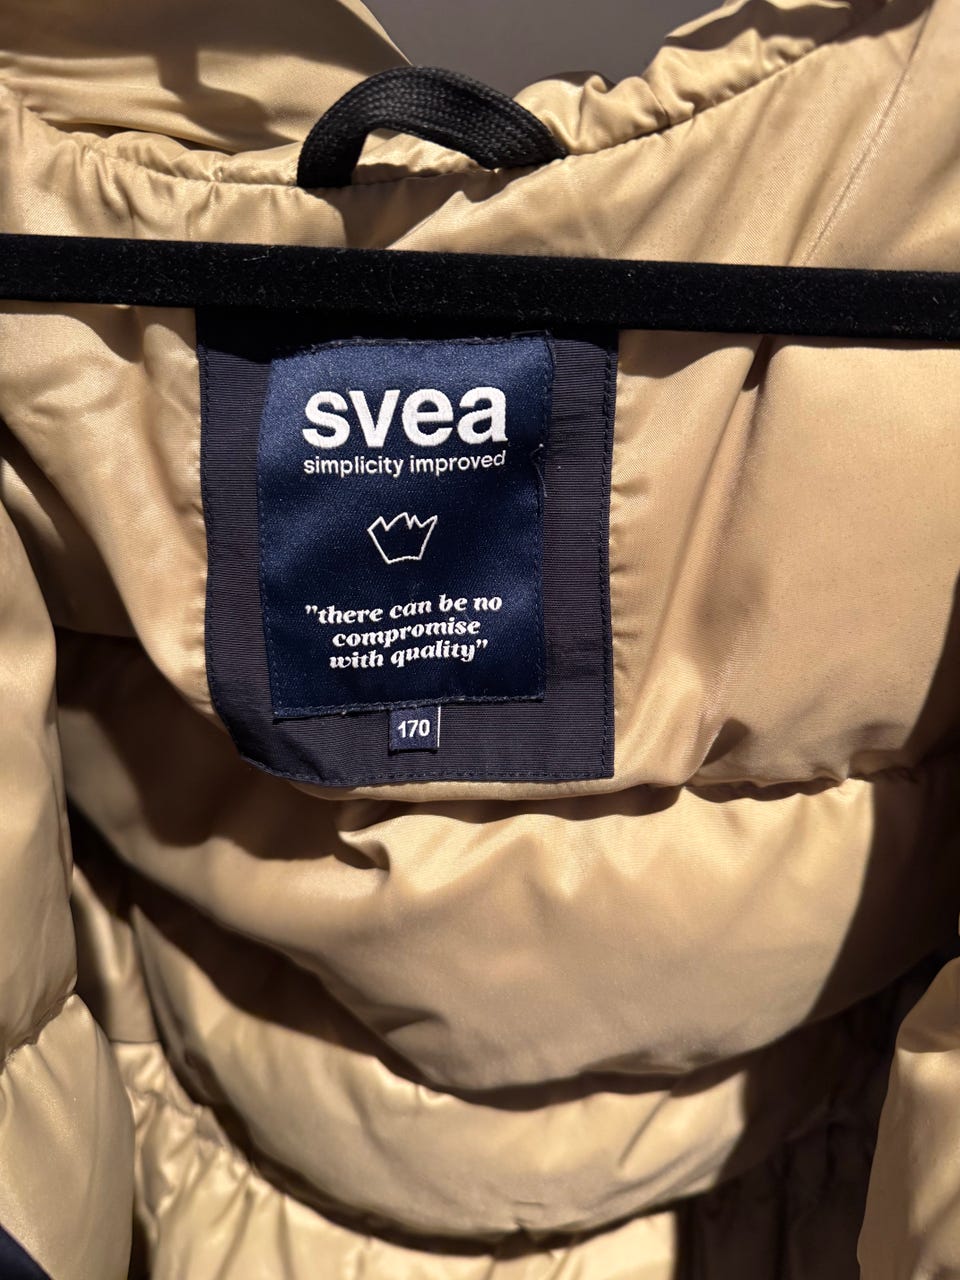 svea
simplicity improved
"there can be no
compromise
with quality"
170